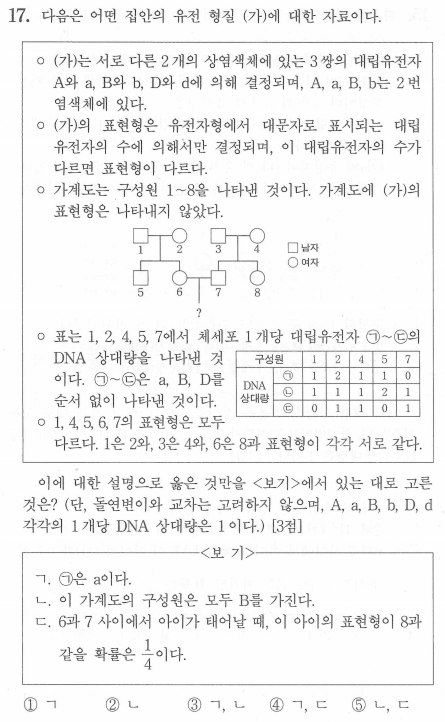 17. 다음은 어떤 집안의 유전 형질 (가)에 대한 자료이다.
○ (가)는 서로 다른 2개의 상염색체에 있는 3쌍의 대립유전자
A와 a, B와 b, D와 d에 의해 결정되며, A, a, B, b는 2번
염색체에 있다.
○ (가)의 표현형은 유전자형에서 대문자로 표시되는 대립
유전자의 수에 의해서만 결정되며, 이 대립유전자의 수가
다르면 표현형이 다르다.
○ 가계도는 구성원 1~8을 나타낸 것이다. 가계도에 (가)의
표현형은 나타내지 않았다.
1 2 3 4
□ 남자
○ 여자
5 6 7 8
?
○ 표는 1, 2, 4, 5, 7에서 체세포 1개당 대립유전자 ㉠~㉢의
DNA 상대량을 나타낸 것
이다. ㉠~㉢은 a, B, D를
순서 없이 나타낸 것이다.
구성원 1 2 4 5 7
DNA 상대량
㉠ 1 2 1 1 0
㉡ 1 1 1 2 1
㉢ 0 1 1 0 1
○ 1, 4, 5, 6, 7의 표현형은 모두
다르다. 1은 2와, 3은 4와, 6은 8과 표현형이 각각 서로 같다.
이에 대한 설명으로 옳은 것만을 <보기>에서 있는 대로 고른
것은? (단, 돌연변이와 교차는 고려하지 않으며, A, a, B, b, D, d
각각의 1개당 DNA 상대량은 1이다.) [3점]
<보 기>
ㄱ. ㉠은 a이다.
ㄴ. 이 가계도의 구성원은 모두 B를 가진다.
ㄷ. 6과 7 사이에서 아이가 태어날 때, 이 아이의 표현형이 8과
같을 확률은 1/4이다.
① ㄱ ② ㄴ ③ ㄱ, ㄴ ④ ㄱ, ㄷ ⑤ ㄴ, ㄷ